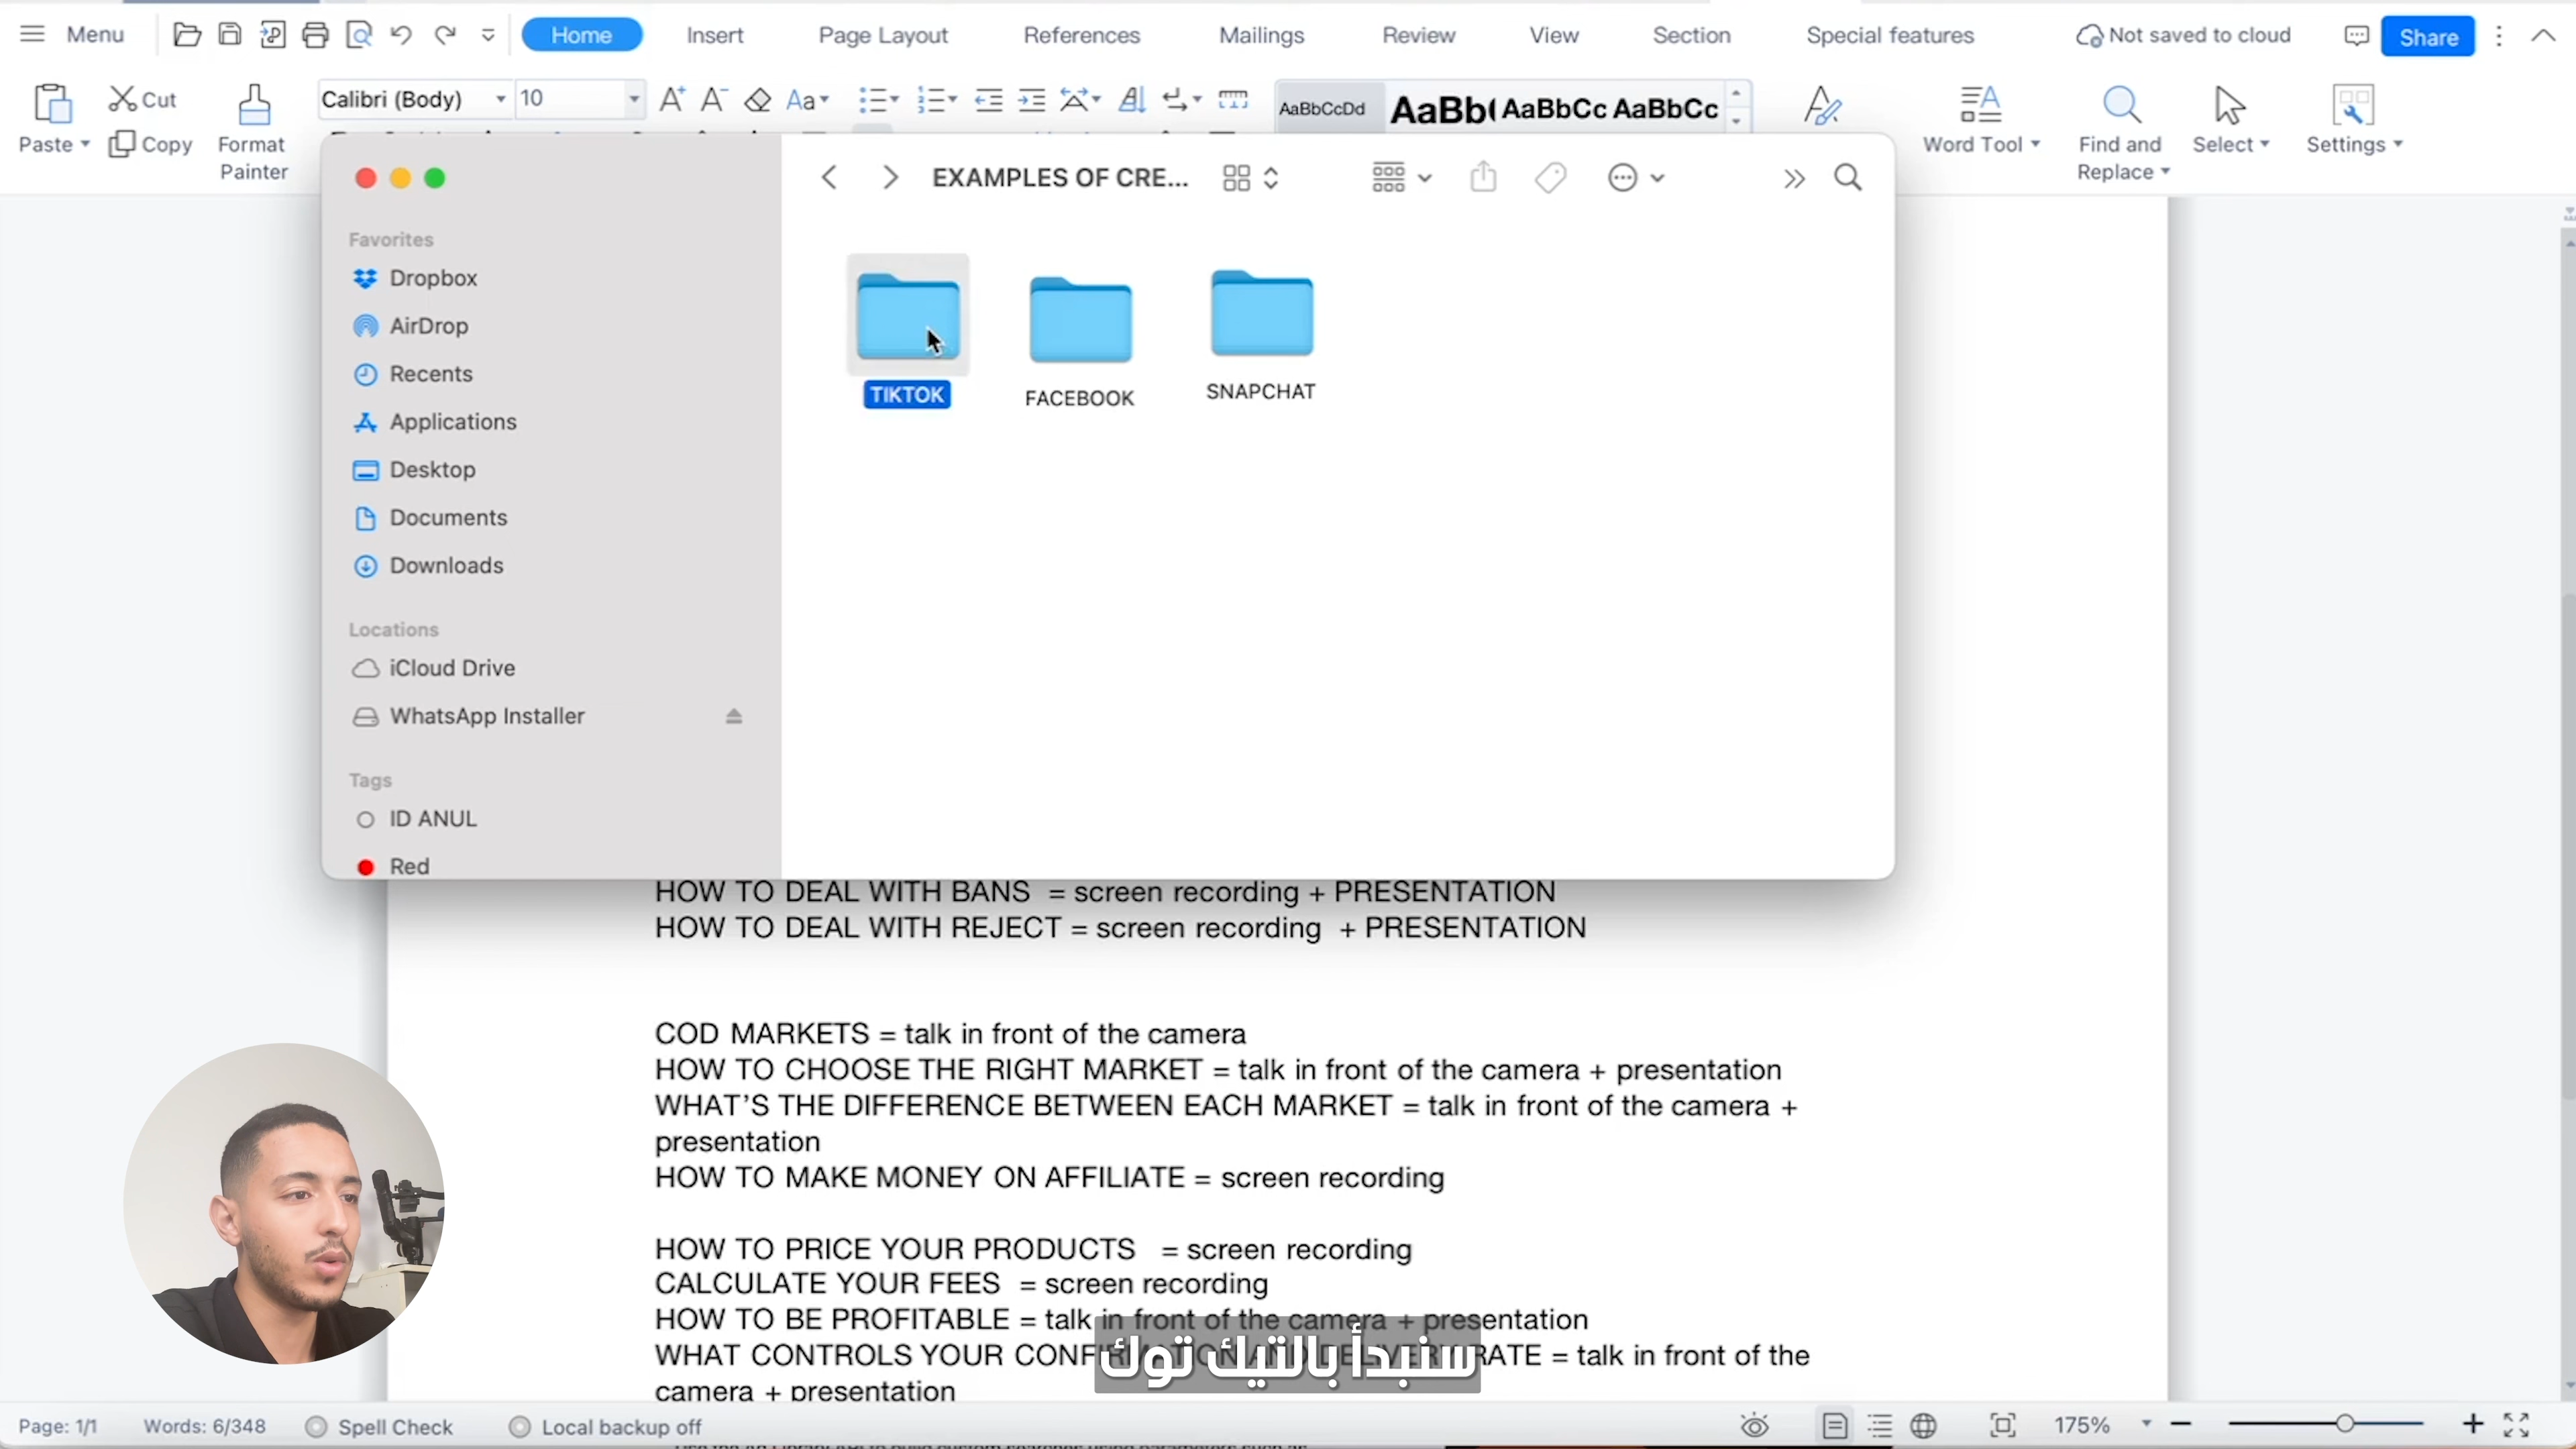 Menu
Home
Insert
Page Layout
References
Mailings
Review
View
Section
Special features
Not saved to cloud
Share
Paste
Cut
Copy
Format
Painter
Calibri (Body)
10
AaBbCcDd
AaBb(
AaBbCc
AaBbCc
Word Tool
Find and
Replace
Select
Settings
EXAMPLES OF CRE...
Favorites
Dropbox
AirDrop
Recents
Applications
Desktop
Documents
Downloads
Locations
iCloud Drive
WhatsApp Installer
Tags
ID ANUL
Red
TIKTOK
FACEBOOK
SNAPCHAT
HOW TO DEAL WITH BANS = screen recording + PRESENTATION
HOW TO DEAL WITH REJECT = screen recording + PRESENTATION
COD MARKETS = talk in front of the camera
HOW TO CHOOSE THE RIGHT MARKET = talk in front of the camera + presentation
WHAT'S THE DIFFERENCE BETWEEN EACH MARKET = talk in front of the camera +
presentation
HOW TO MAKE MONEY ON AFFILIATE = screen recording
HOW TO PRICE YOUR PRODUCTS = screen recording
CALCULATE YOUR FEES = screen recording
HOW TO BE PROFITABLE = talk in front of the camera + presentation
WHAT CONTROLS YOUR CONFIRMATION AND DELIVERY RATE = talk in front of the
camera + presentation
سنبدأ بالتيك توك
Page: 1/1
Words: 6/348
Spell Check
Local backup off
175%